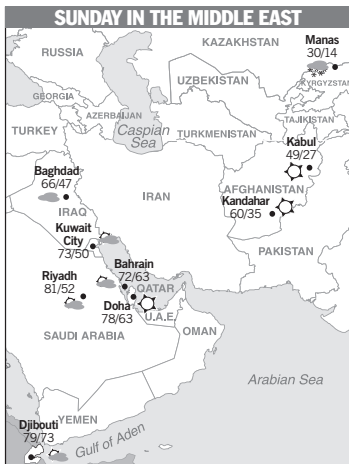 SUNDAY IN THE MIDDLE EAST
KAZAKHSTAN
Manas
30/14
RUSSIA
UZBEKISTAN
KYRGYZSTAN
GEORGIA
AZERBAIJAN
TAJIKISTAN
TURKEY
Caspian
Sea
TURKMENISTAN
Kabul
49/27
Baghdad
66/47
IRAN
AFGHANISTAN
Kandahar
60/35
IRAQ
Kuwait
City
73/50
PAKISTAN
Bahrain
72/63
Riyadh
81/52
QATAR
Doha
78/63
U.A.E.
SAUDI ARABIA
OMAN
Arabian Sea
YEMEN
Djibouti
79/73
Gulf of Aden